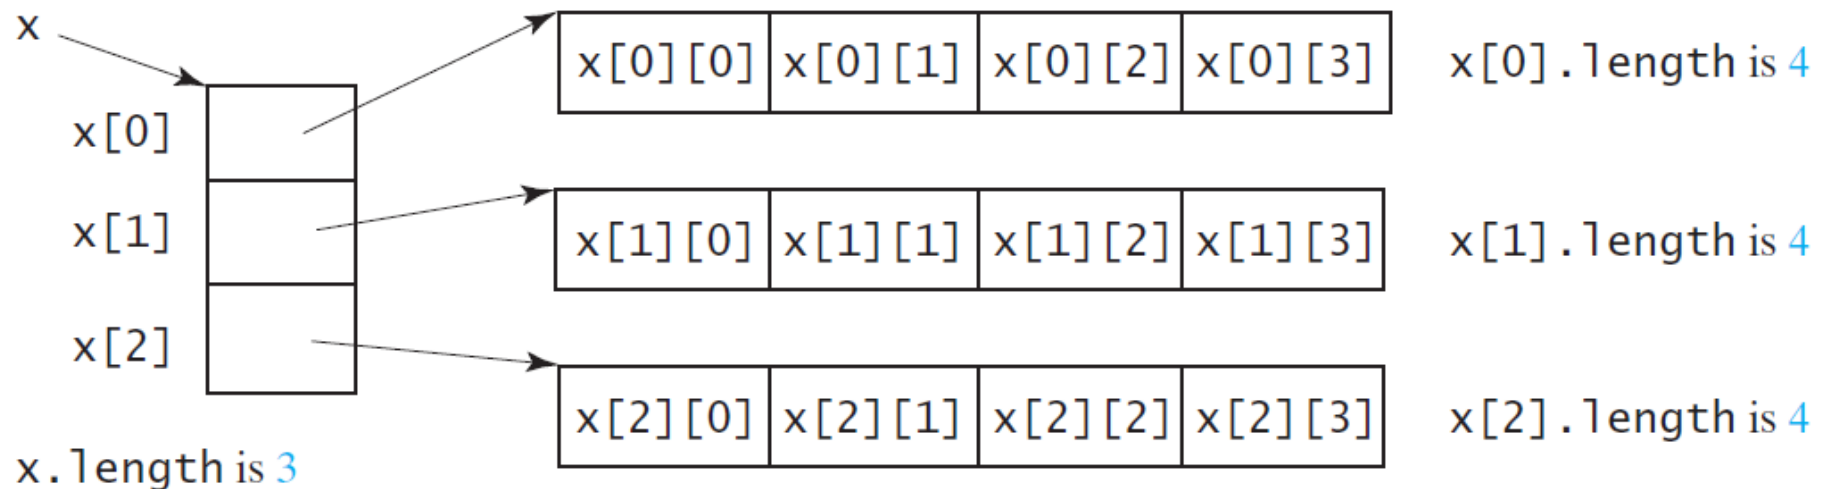 x
x[0][0] x[0][1] x[0][2] x[0][3] x[0].length is 4
x[0]
x[1]
x[1][0] x[1][1] x[1][2] x[1][3] x[1].length is 4
x[2]
x[2][0] x[2][1] x[2][2] x[2][3] x[2].length is 4
x.length is 3